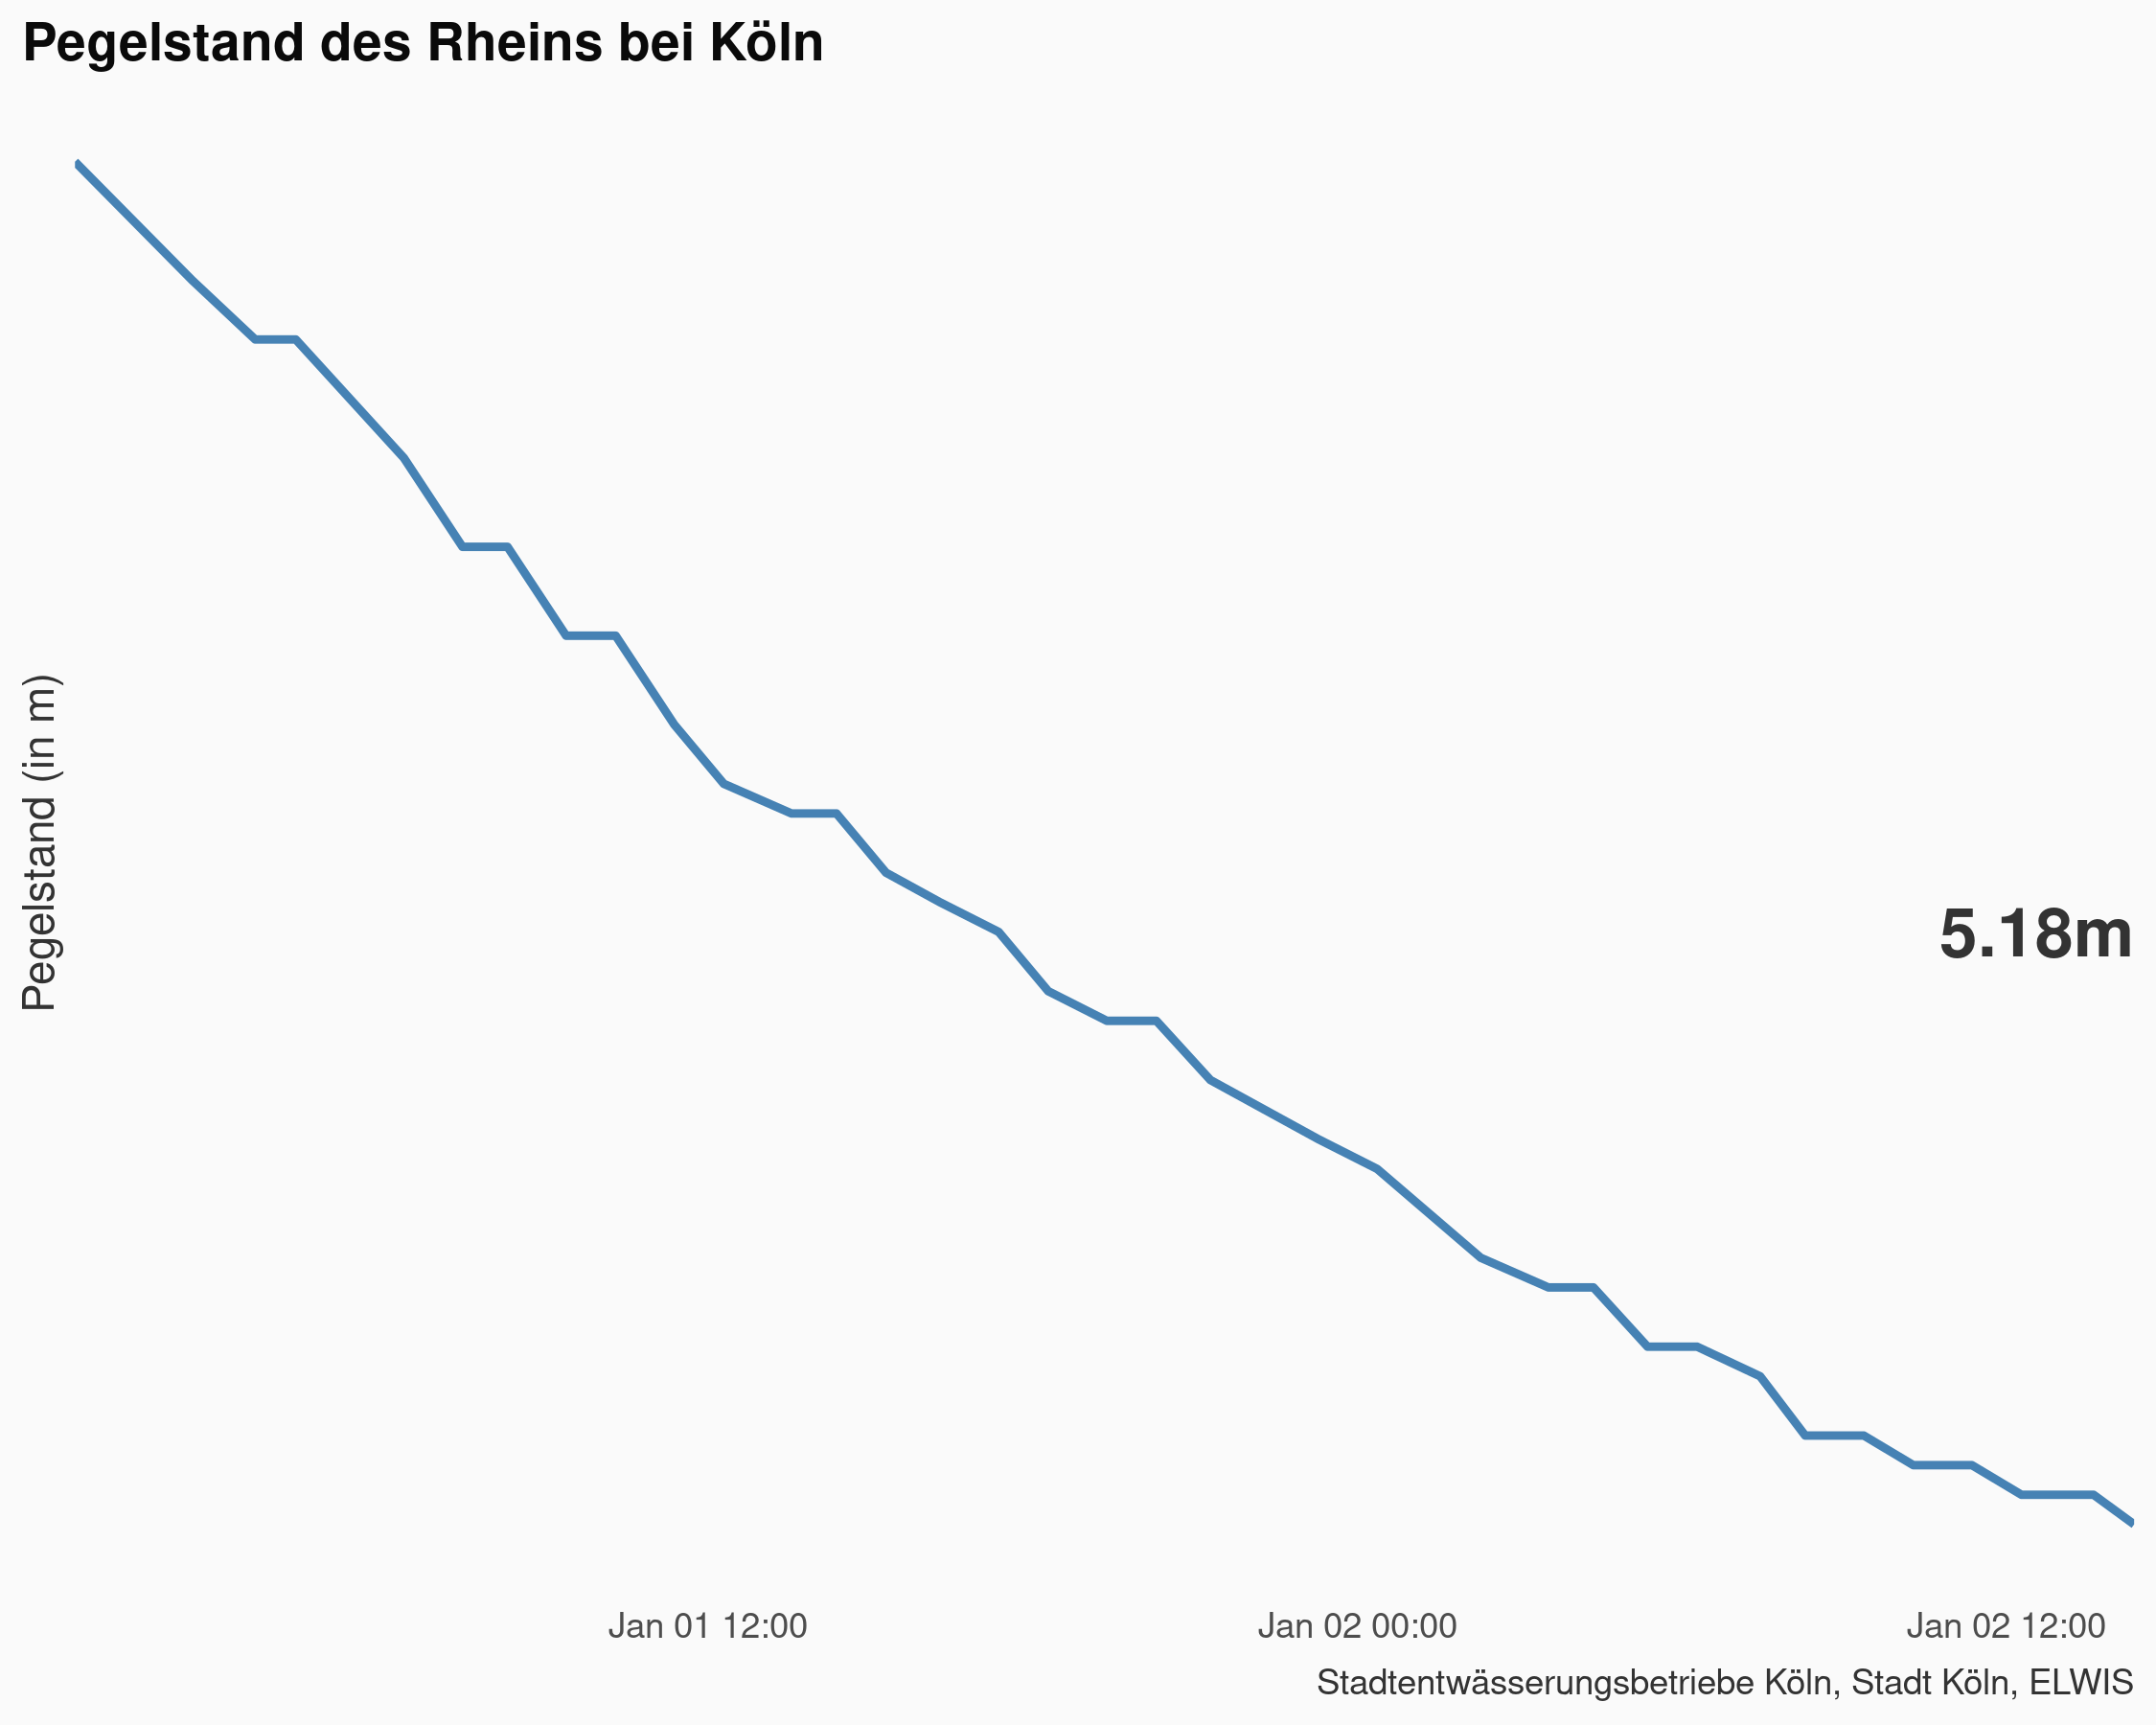 Pegelstand des Rheins bei Köln
Pegelstand (in m)
5.18m
Jan 01 12:00
Jan 02 00:00
Jan 02 12:00
Stadtentwässerungsbetriebe Köln, Stadt Köln, ELWIS